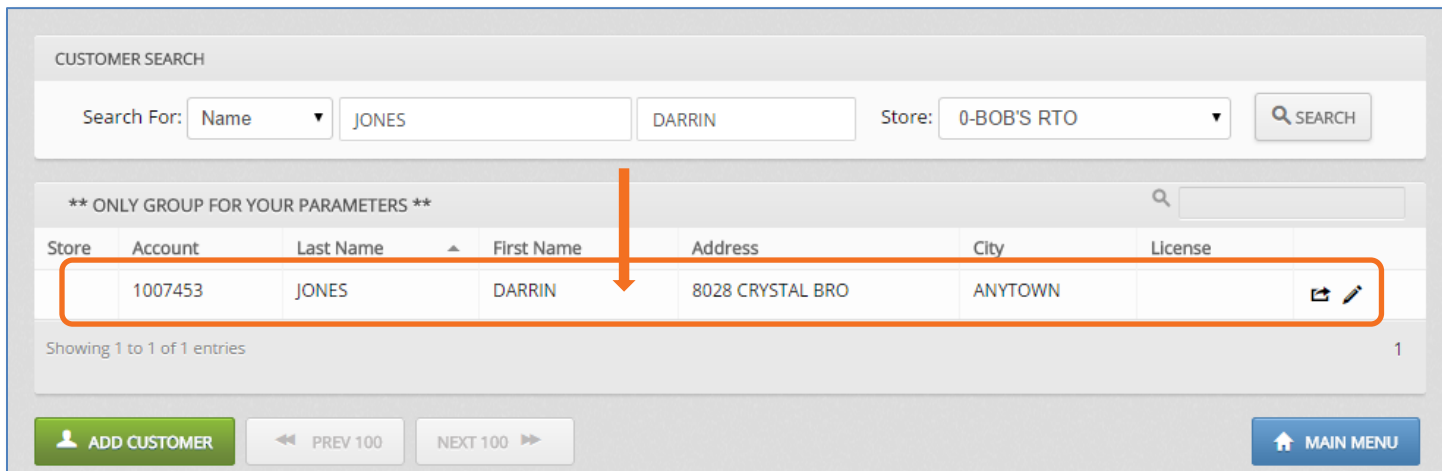 CUSTOMER SEARCH
Search For: Name JONES DARRIN Store: 0-BOB'S RTO SEARCH
** ONLY GROUP FOR YOUR PARAMETERS **
Store Account Last Name First Name Address City License
1007453 JONES DARRIN 8028 CRYSTAL BRO ANYTOWN
Showing 1 to 1 of 1 entries 1
ADD CUSTOMER PREV 100 NEXT 100 MAIN MENU